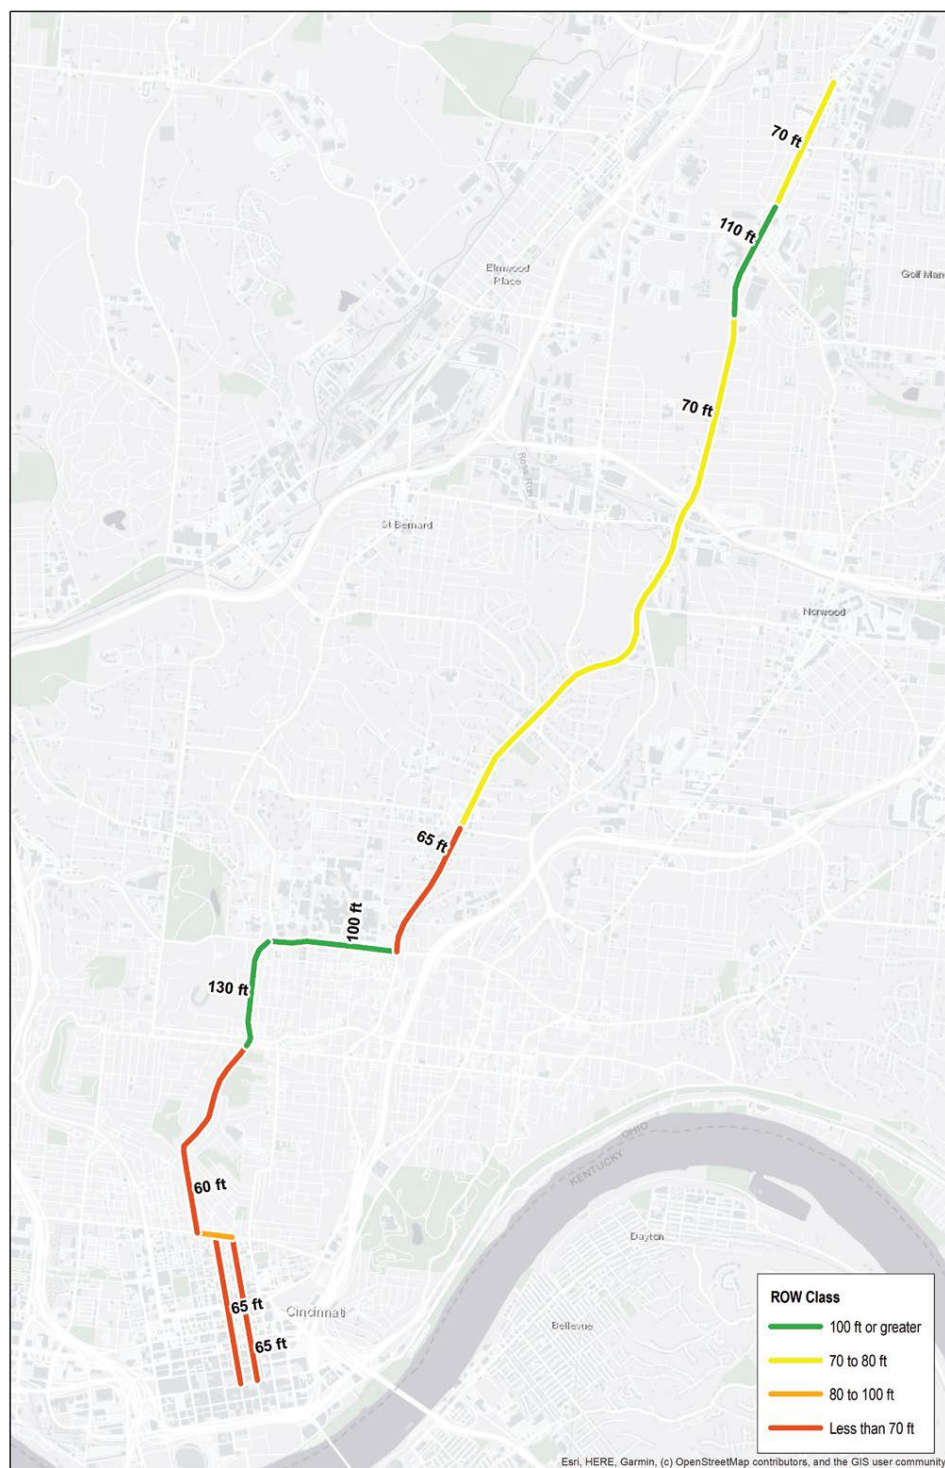 70 ft
110 ft
Elmwood
Place
Golf Man
70 ft
Ross Run
St Bernard
Norwood
65 ft
100 ft
130 ft
OHIO
KENTUCKY
60 ft
Dayton
65 ft
Cincinnati
Bellevue
65 ft
ROW Class
100 ft or greater
70 to 80 ft
80 to 100 ft
Less than 70 ft
Esri, HERE, Garmin, (c) OpenStreetMap contributors, and the GIS user community